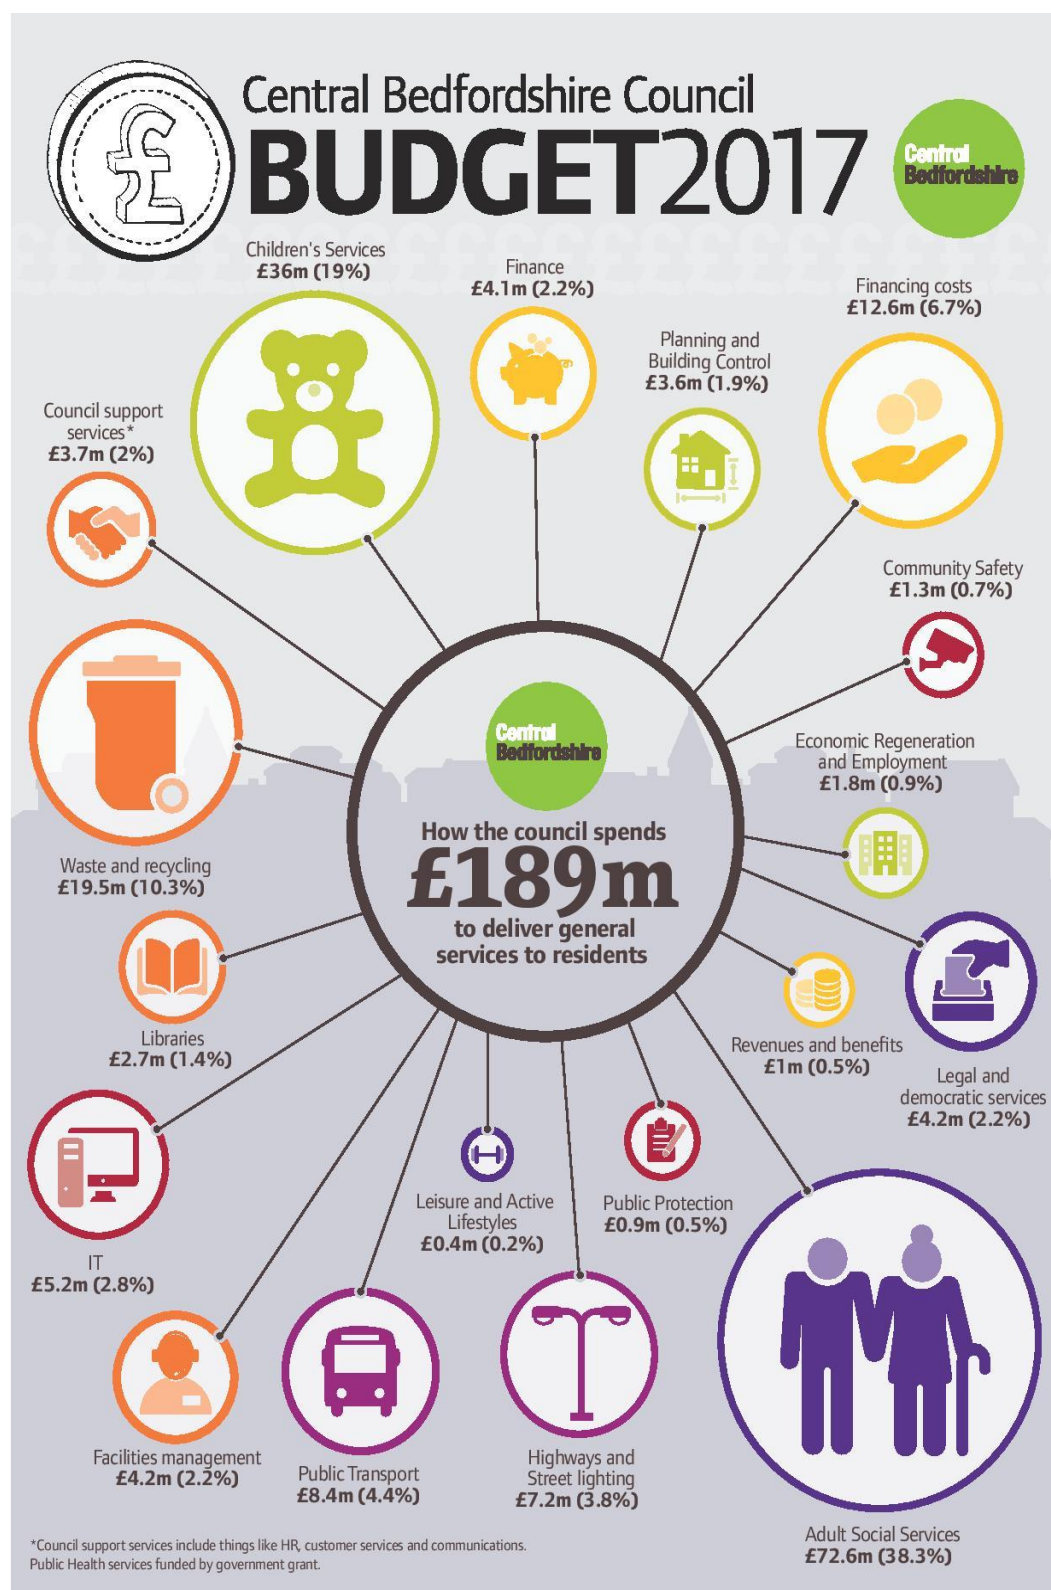 Central Bedfordshire Council
BUDGET2017
Central
Bedfordshire
Children's Services
£36m (19%)
Finance
£4.1m (2.2%)
Financing costs
£12.6m (6.7%)
Planning and
Building Control
£3.6m (1.9%)
Council support
services*
£3.7m (2%)
Community Safety
£1.3m (0.7%)
Economic Regeneration
and Employment
£1.8m (0.9%)
Central
Bedfordshire
How the council spends
£189m
to deliver general
services to residents
Waste and recycling
£19.5m (10.3%)
Libraries
£2.7m (1.4%)
Revenues and benefits
£1m (0.5%)
Legal and
democratic services
£4.2m (2.2%)
IT
£5.2m (2.8%)
Leisure and Active
Lifestyles
£0.4m (0.2%)
Public Protection
£0.9m (0.5%)
Facilities management
£4.2m (2.2%)
Public Transport
£8.4m (4.4%)
Highways and
Street lighting
£7.2m (3.8%)
Adult Social Services
£72.6m (38.3%)
*Council support services include things like HR, customer services and communications.
Public Health services funded by government grant.